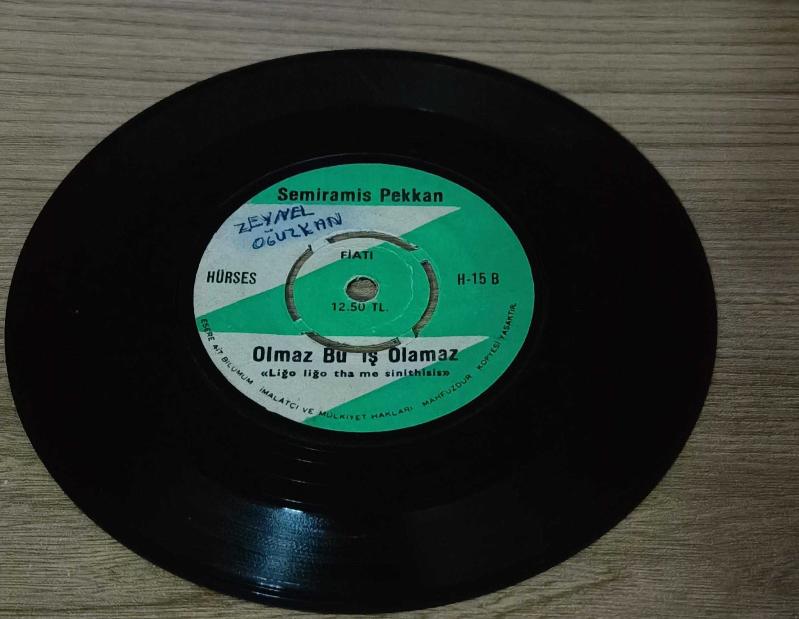 Semiramis Pekkan
ZEYNEL
OĞUZKAN
FİATI
HÜRSES
H-15 B
12.50 TL.
Olmaz Bu İş Olamaz
«Liğo liğo tha me sinithisis»
ESERE AİT BİLUMUM İMALATÇI VE MÜLKİYET HAKLARI MAHFUZDUR KOPYESİ YASAKTIR.